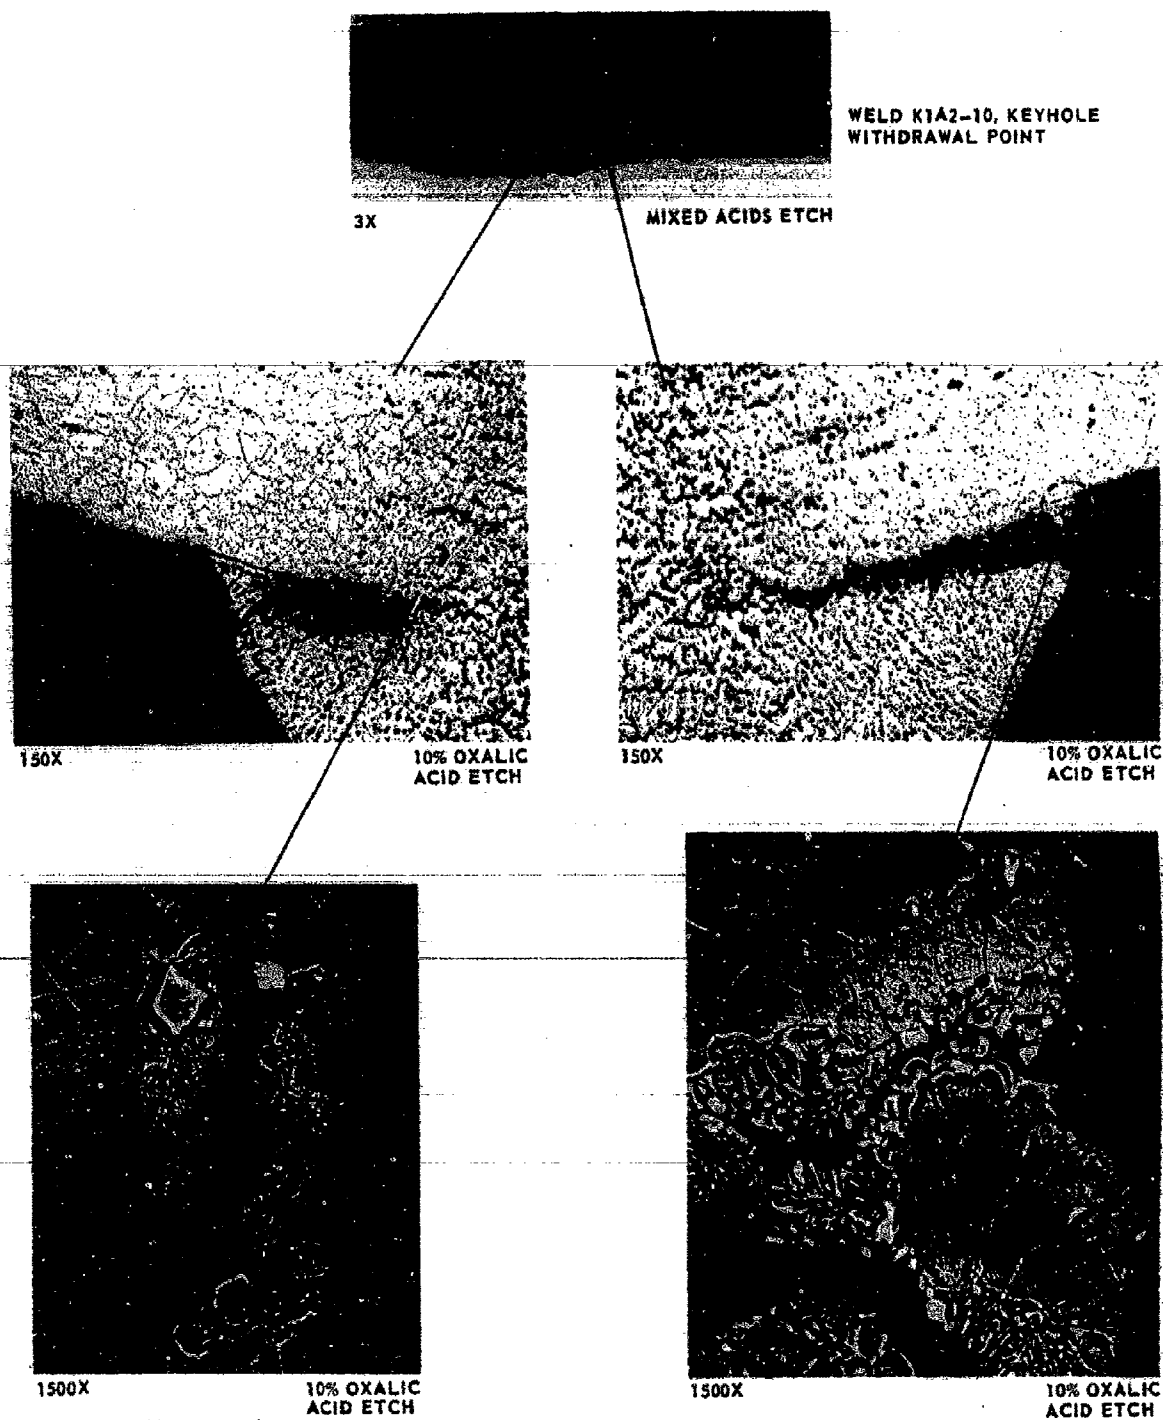 WELD K1A2-10, KEYHOLE
WITHDRAWAL POINT
3X
MIXED ACIDS ETCH
150X
10% OXALIC
ACID ETCH
150X
10% OXALIC
ACID ETCH
1500X
10% OXALIC
ACID ETCH
1500X
10% OXALIC
ACID ETCH